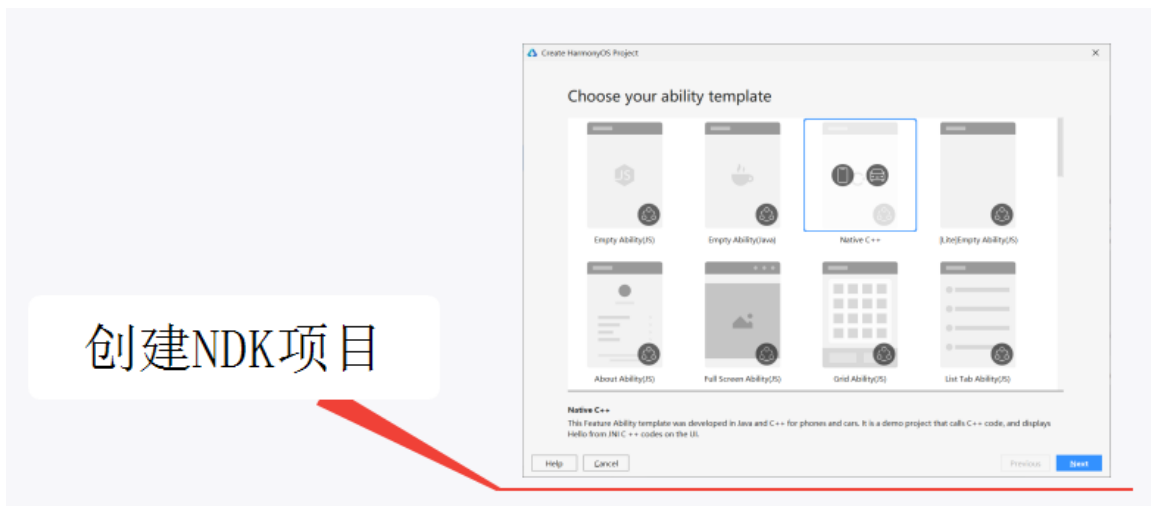 Create HarmonyOS Project
Choose your ability template
JS
Empty Ability(JS)
Empty Ability(Java)
Native C++
[Lite]Empty Ability(JS)
About Ability(JS)
Full Screen Ability(JS)
Grid Ability(JS)
List Tab Ability(JS)
创建NDK项目
Native C++
This Feature Ability template was developed in Java and C++ for phones and cars. It is a demo project that calls C++ code, and displays
Hello from JNI C ++ codes on the UI.
Help
Cancel
Previous
Next